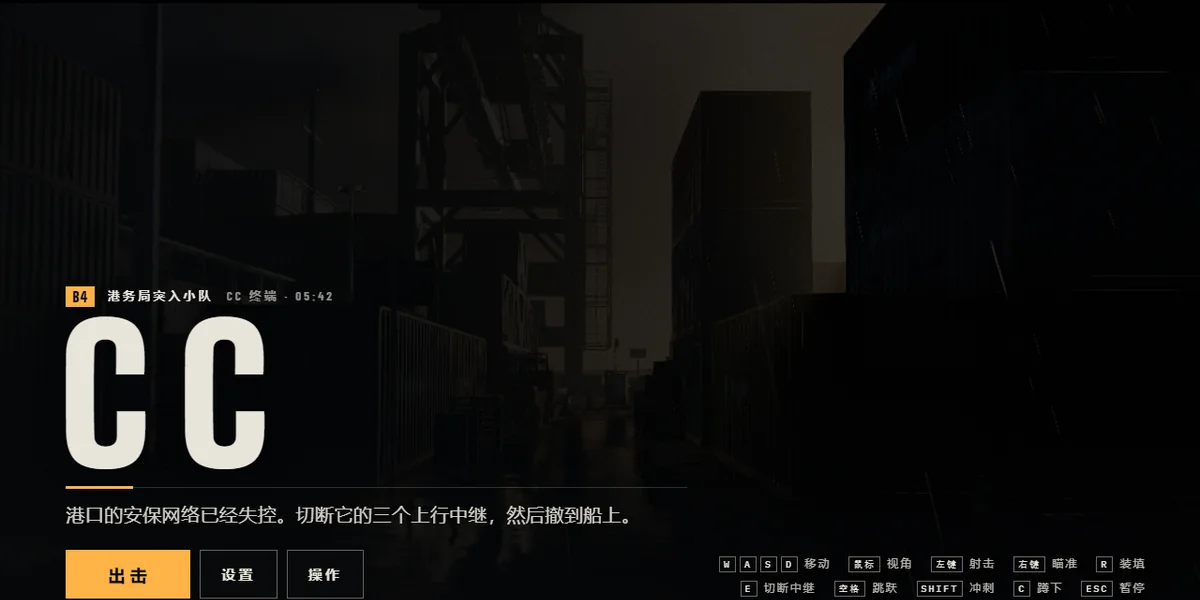 B4 港务局突入小队 CC 终端 · 05:42
CC
港口的安保网络已经失控。切断它的三个上行中继，然后撤到船上。
出击 设置 操作
W A S D 移动 鼠标 视角 左键 射击 右键 瞄准 R 装填
E 切断中继 空格 跳跃 SHIFT 冲刺 C 蹲下 ESC 暂停